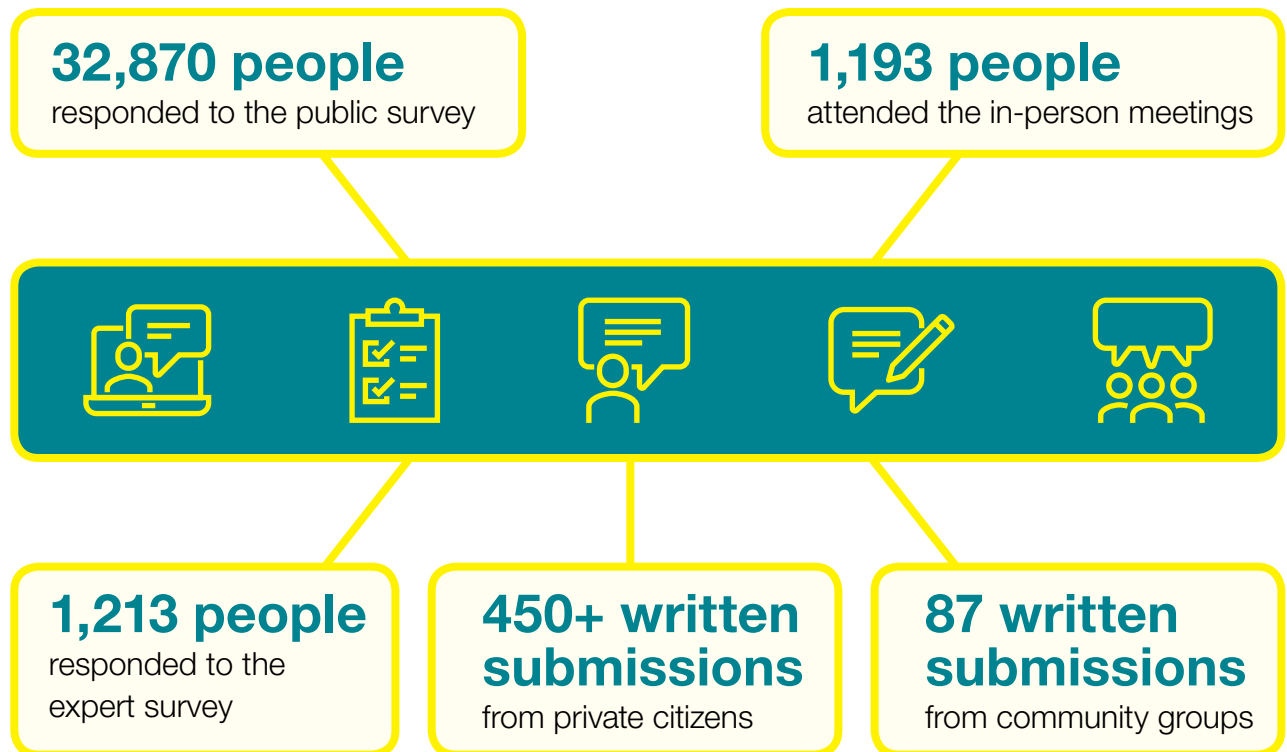 32,870 people
responded to the public survey
1,193 people
attended the in-person meetings
1,213 people
responded to the
expert survey
450+ written
submissions
from private citizens
87 written
submissions
from community groups